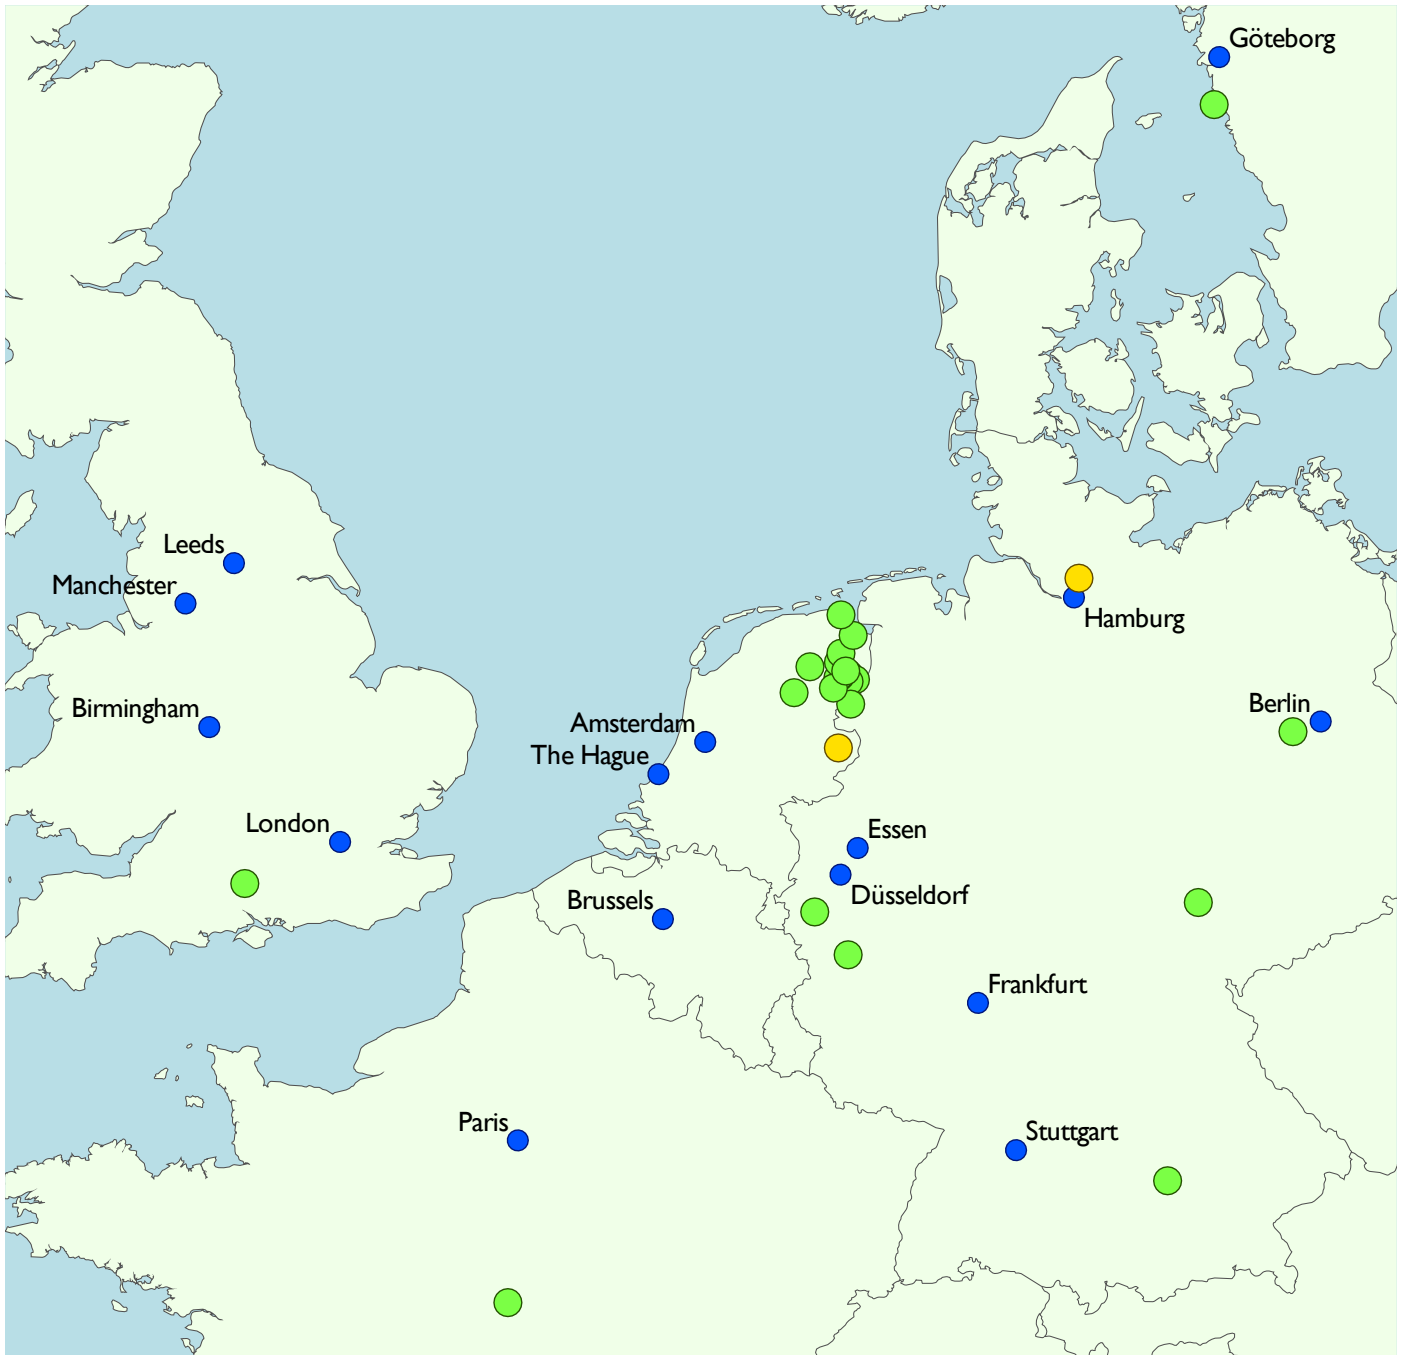 Göteborg
Leeds
Manchester
Hamburg
Birmingham
Berlin
Amsterdam
The Hague
London
Essen
Düsseldorf
Brussels
Frankfurt
Paris
Stuttgart